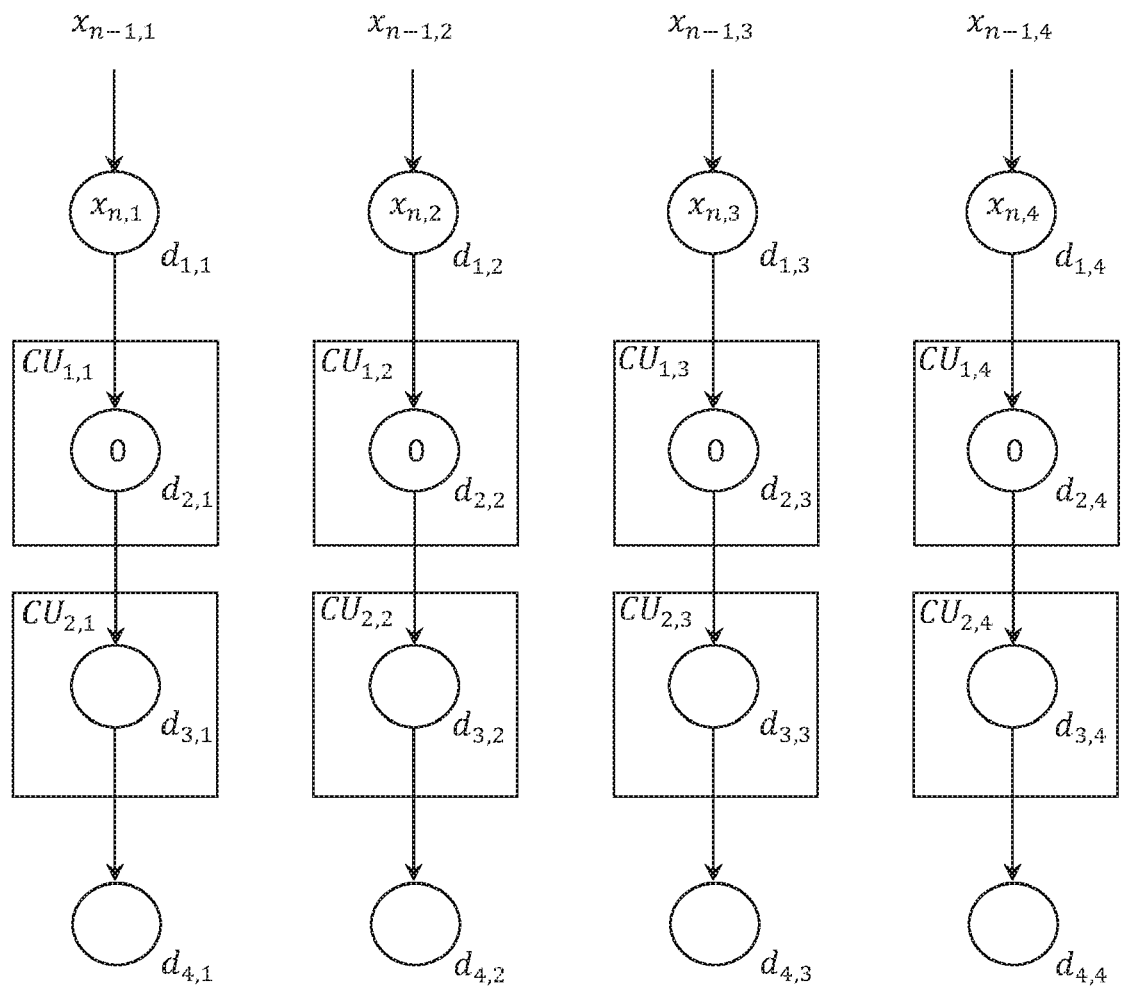 x_{n−1,1} x_{n−1,2} x_{n−1,3} x_{n−1,4}
x_{n,1} x_{n,2} x_{n,3} x_{n,4}
d_{1,1} d_{1,2} d_{1,3} d_{1,4}
CU_{1,1} CU_{1,2} CU_{1,3} CU_{1,4}
0 0 0 0
d_{2,1} d_{2,2} d_{2,3} d_{2,4}
CU_{2,1} CU_{2,2} CU_{2,3} CU_{2,4}
d_{3,1} d_{3,2} d_{3,3} d_{3,4}
d_{4,1} d_{4,2} d_{4,3} d_{4,4}